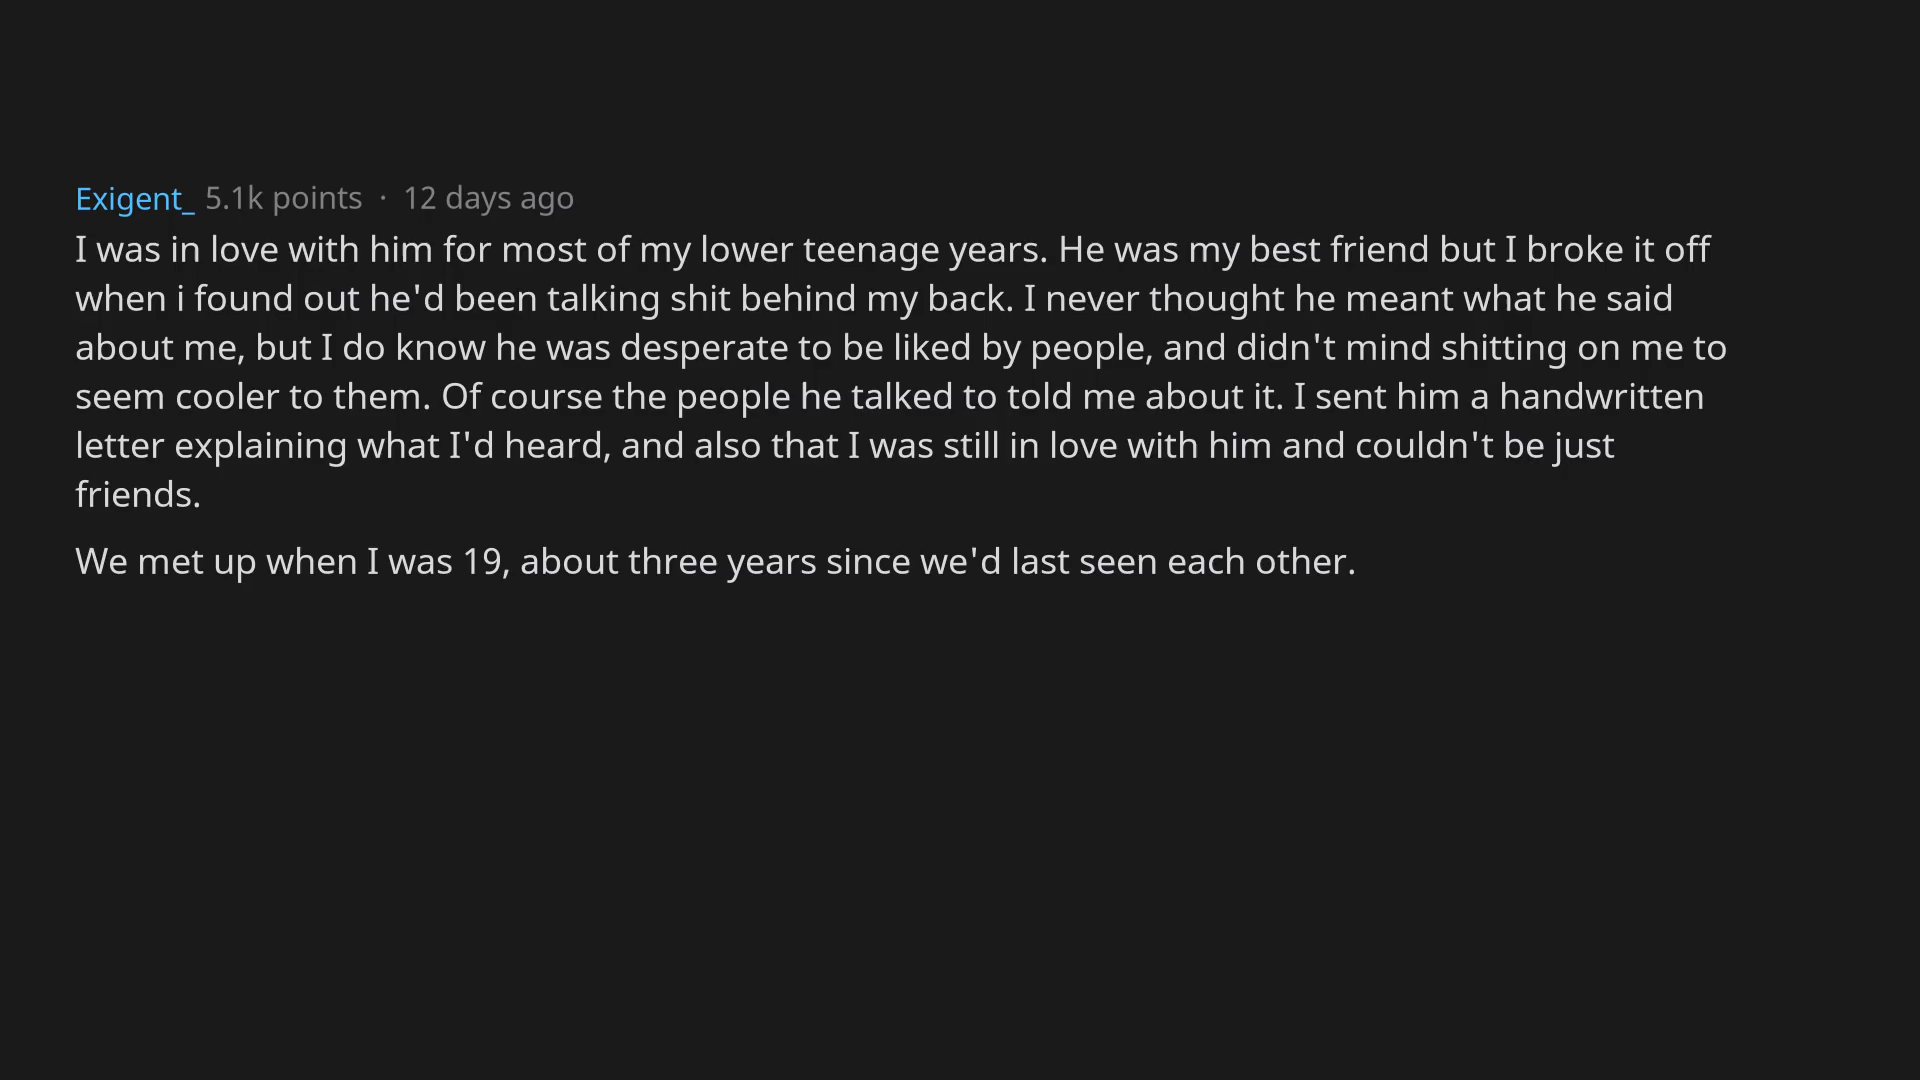 Exigent_ 5.1k points · 12 days ago
I was in love with him for most of my lower teenage years. He was my best friend but I broke it off
when i found out he'd been talking shit behind my back. I never thought he meant what he said
about me, but I do know he was desperate to be liked by people, and didn't mind shitting on me to
seem cooler to them. Of course the people he talked to told me about it. I sent him a handwritten
letter explaining what I'd heard, and also that I was still in love with him and couldn't be just
friends.
We met up when I was 19, about three years since we'd last seen each other.